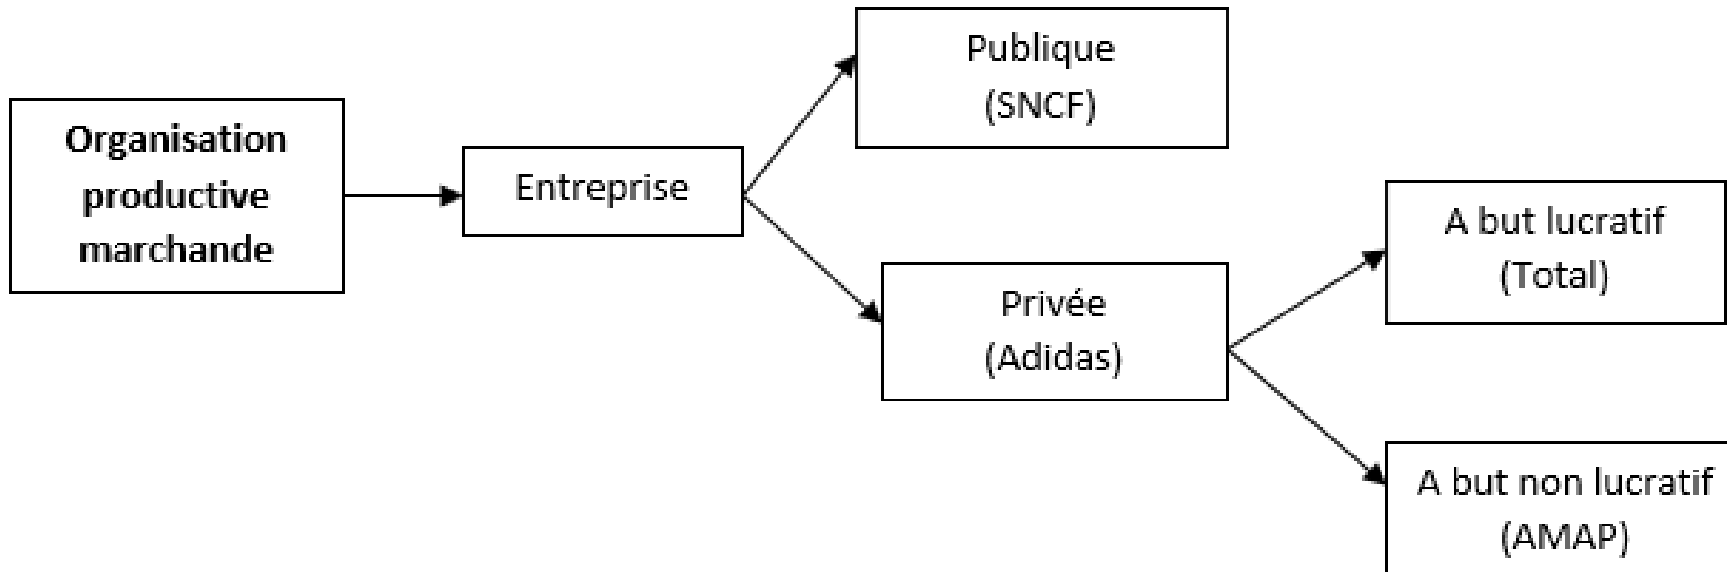 Organisation
productive
marchande
Entreprise
Publique
(SNCF)
Privée
(Adidas)
A but lucratif
(Total)
A but non lucratif
(AMAP)